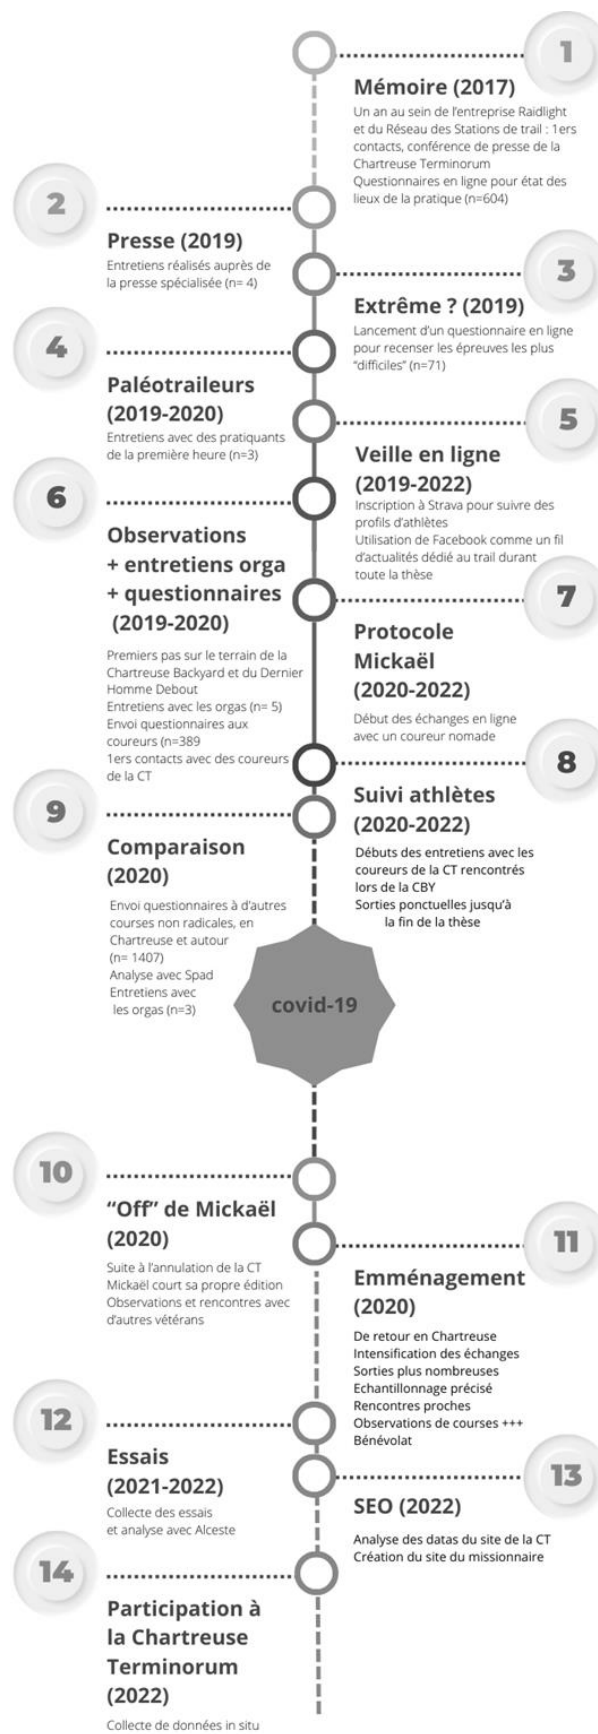 1
Mémoire (2017)
Un an au sein de l'entreprise Raidlight
et du Réseau des Stations de trail : 1ers
contacts, conférence de presse de la
Chartreuse Terminorum
Questionnaires en ligne pour état des
lieux de la pratique (n=604)
2
Presse (2019)
Entretiens réalisés auprès de
la presse spécialisée (n= 4)
3
Extrême ? (2019)
Lancement d'un questionnaire en ligne
pour recenser les épreuves les plus
"difficiles" (n=71)
4
Paléotraileurs
(2019-2020)
Entretiens avec des pratiquants
de la première heure (n=3)
5
Veille en ligne
(2019-2022)
Inscription à Strava pour suivre des
profils d'athlètes
Utilisation de Facebook comme un fil
d'actualités dédié au trail durant
toute la thèse
6
Observations
+ entretiens orga
+ questionnaires
(2019-2020)
Premiers pas sur le terrain de la
Chartreuse Backyard et du Dernier
Homme Debout
Entretiens avec les orgas (n= 5)
Envoi questionnaires aux
coureurs (n=389
1ers contacts avec des coureurs
de la CT
7
Protocole
Mickaël
(2020-2022)
Début des échanges en ligne
avec un coureur nomade
8
Suivi athlètes
(2020-2022)
Débuts des entretiens avec les
coureurs de la CT rencontrés
lors de la CBY
Sorties ponctuelles jusqu'à
la fin de la thèse
9
Comparaison
(2020)
Envoi questionnaires à d'autres
courses non radicales, en
Chartreuse et autour
(n= 1407)
Analyse avec Spad
Entretiens avec
les orgas (n=3)
covid-19
10
"Off" de Mickaël
(2020)
Suite à l'annulation de la CT
Mickaël court sa propre édition
Observations et rencontres avec
d'autres vétérans
11
Emménagement
(2020)
De retour en Chartreuse
Intensification des échanges
Sorties plus nombreuses
Echantillonnage précisé
Rencontres proches
Observations de courses +++
Bénévolat
12
Essais
(2021-2022)
Collecte des essais
et analyse avec Alceste
13
SEO (2022)
Analyse des datas du site de la CT
Création du site du missionnaire
14
Participation à
la Chartreuse
Terminorum
(2022)
Collecte de données in situ